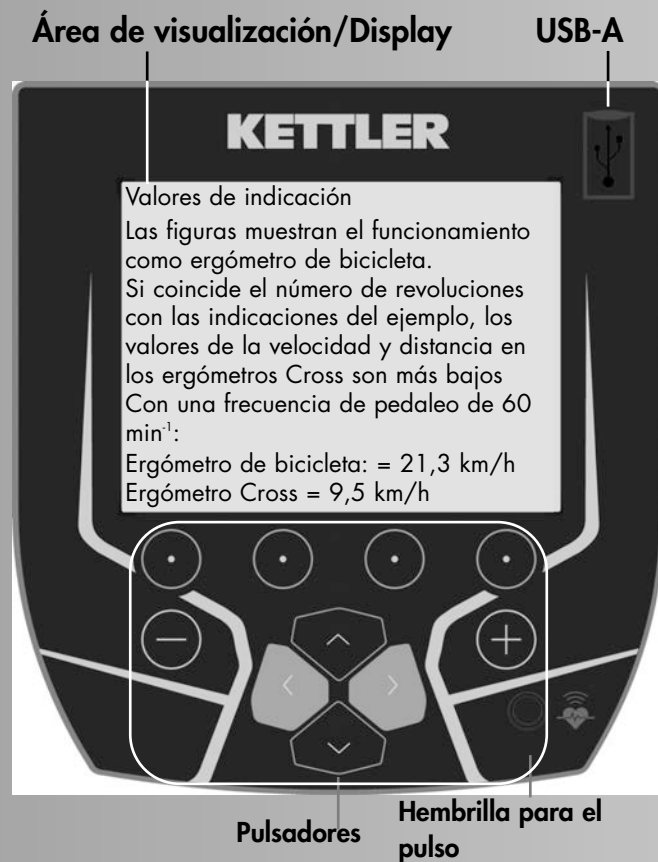 Área de visualización/Display
USB-A
KETTLER
Valores de indicación
Las figuras muestran el funcionamiento
como ergómetro de bicicleta.
Si coincide el número de revoluciones
con las indicaciones del ejemplo, los
valores de la velocidad y distancia en
los ergómetros Cross son más bajos
Con una frecuencia de pedaleo de 60
min⁻¹:
Ergómetro de bicicleta: = 21,3 km/h
Ergómetro Cross = 9,5 km/h
Pulsadores
Hembrilla para el
pulso